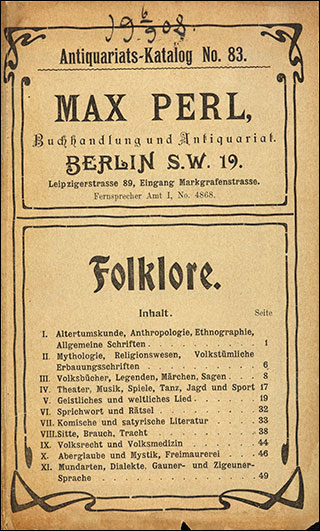 19 6/9 08.
Antiquariats-Katalog No. 83.
MAX PERL,
Buchhandlung und Antiquariat.
BERLIN S.W. 19.
Leipzigerstrasse 89, Eingang Markgrafenstrasse.
Fernsprecher Amt I, No. 4868.
Folklore.
Inhalt. Seite
I. Altertumskunde, Anthropologie, Ethnographie,
Allgemeine Schriften . . . . . . . . . 1
II. Mythologie, Religionswesen, Volkstümliche
Erbauungsschriften . . . . . . . . . 6
III. Volksbücher, Legenden, Märchen, Sagen . . 8
IV. Theater, Musik, Spiele, Tanz, Jagd und Sport 17
V. Geistliches und weltliches Lied . . . . . 19
VI. Sprichwort und Rätsel . . . . . . . 32
VII. Komische und satyrische Literatur . . . . 33
VIII. Sitte, Brauch, Tracht . . . . . . . 38
IX. Volksrecht und Volksmedizin . . . . . 44
X. Aberglaube und Mystik, Freimaurerei . . . 46
XI. Mundarten, Dialekte, Gauner- und Zigeuner-
Sprache . . . . . . . . . . . 49